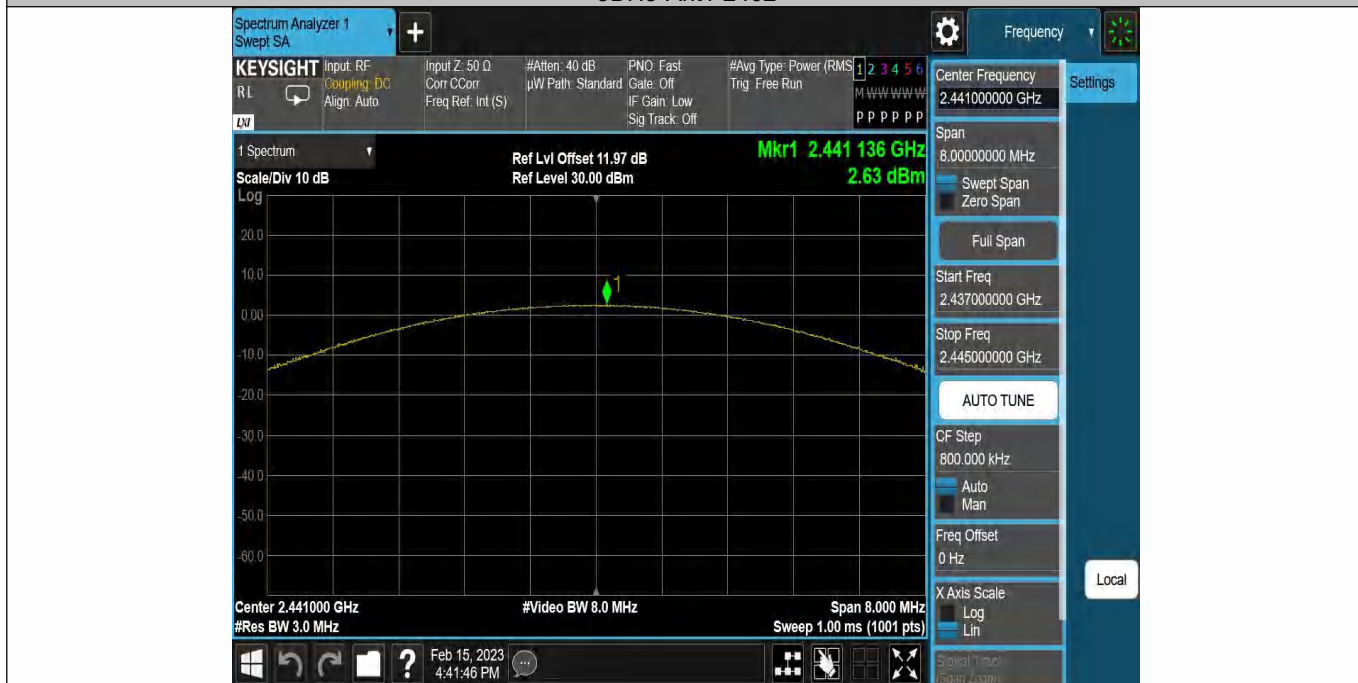 Spectrum Analyzer 1
Swept SA
+
Frequency
KEYSIGHT
RL
LXI
Input: RF
Coupling: DC
Align: Auto
Input Z: 50 Ω
Corr CCorr
Freq Ref: Int (S)
#Atten: 40 dB
µW Path: Standard
PNO: Fast
Gate: Off
IF Gain: Low
Sig Track: Off
#Avg Type: Power (RMS
Trig: Free Run
1 2 3 4 5 6
M W W W W W
P P P P P P
1 Spectrum
Scale/Div 10 dB
Log
Ref Lvl Offset 11.97 dB
Ref Level 30.00 dBm
Mkr1 2.441 136 GHz
2.63 dBm
20.0
10.0
0.00
-10.0
-20.0
-30.0
-40.0
-50.0
-60.0
1
Center 2.441000 GHz
#Res BW 3.0 MHz
#Video BW 8.0 MHz
Span 8.000 MHz
Sweep 1.00 ms (1001 pts)
?
Feb 15, 2023
4:41:46 PM
Center Frequency
2.441000000 GHz
Settings
Span
8.00000000 MHz
Swept Span
Zero Span
Full Span
Start Freq
2.437000000 GHz
Stop Freq
2.445000000 GHz
AUTO TUNE
CF Step
800.000 kHz
Auto
Man
Freq Offset
0 Hz
X Axis Scale
Log
Lin
Signal Track
(Span Zoom)
Local